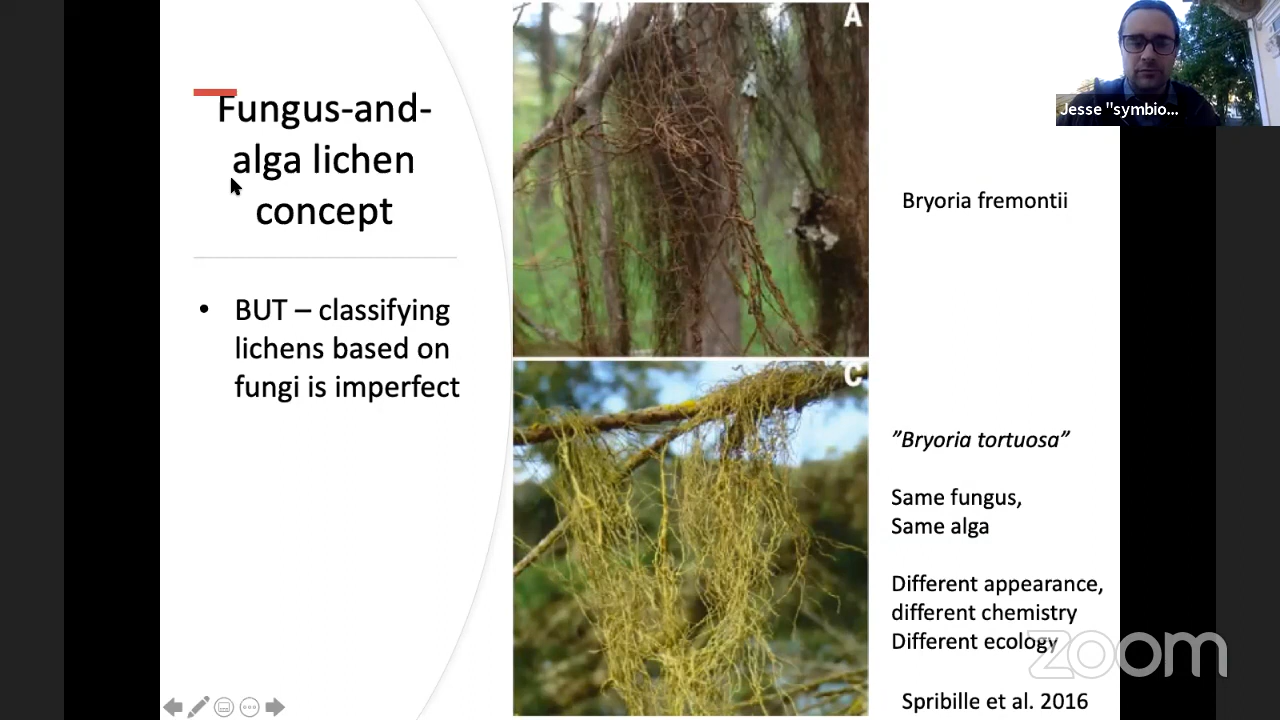 Fungus-and-
alga lichen
concept
• BUT – classifying
lichens based on
fungi is imperfect
A
C
Bryoria fremontii
”Bryoria tortuosa”
Same fungus,
Same alga
Different appearance,
different chemistry
Different ecology
Spribille et al. 2016
Jesse "symbio...
zoom